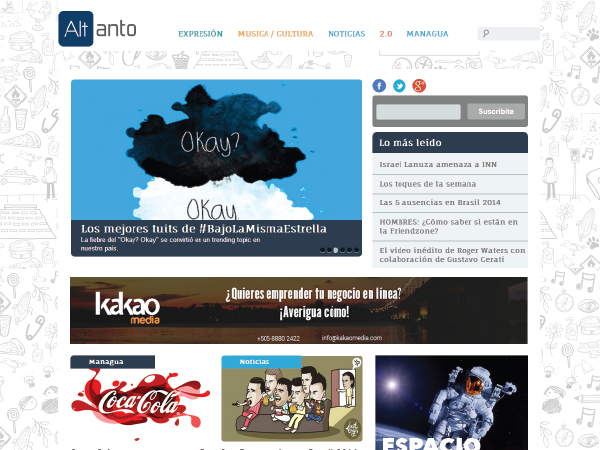 Alt anto
EXPRESIÓN MUSICA / CULTURA NOTICIAS 2.0 MANAGUA
OKay?
OKay.
Los mejores tuits de #BajoLaMismaEstrella
La fiebre del "Okay? Okay" se convitió er un trending topic en
nuestro país.
Suscribite
Lo más leído
Israel Lanuza amenaza a INN
Los toques de la semana
Las 5 ausencias en Brasil 2014
HOMBRES: ¿Cómo saber si están en
la Friendzone?
El video inédito de Roger Waters con
colaboración de Gustavo Cerati
kakao
media
¿Quieres emprender tu negocio en línea?
¡Averigua cómo!
+505-8880 2422 info@kakaomedia.com
Managua
Coca-Cola
Noticias
ESPACIO